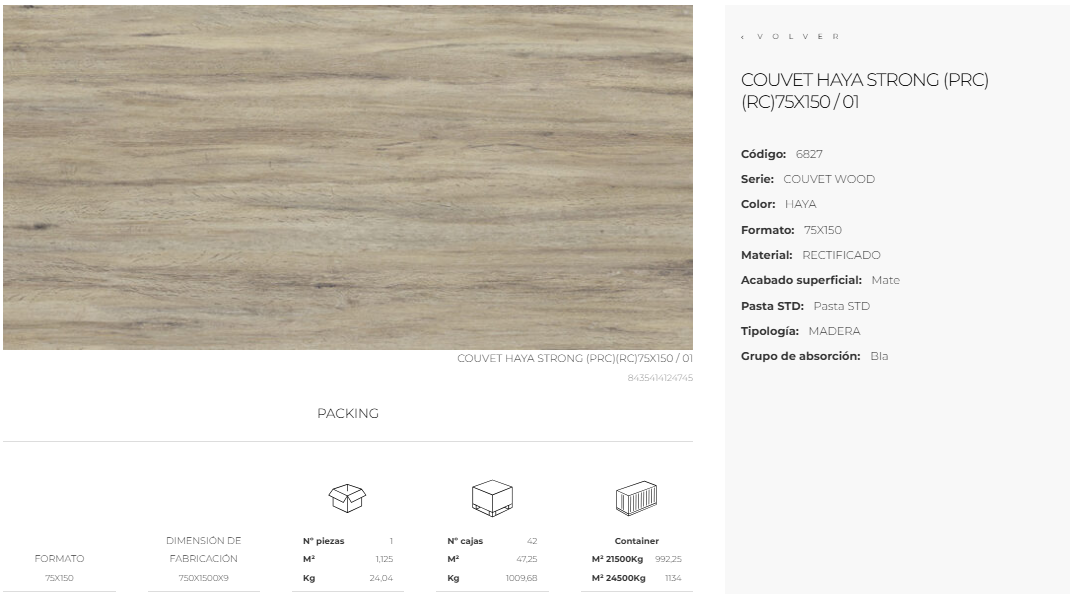 ‹ VOLVER
COUVET HAYA STRONG (PRC)
(RC)75X150 / 01
Código: 6827
Serie: COUVET WOOD
Color: HAYA
Formato: 75X150
Material: RECTIFICADO
Acabado superficial: Mate
Pasta STD: Pasta STD
Tipología: MADERA
Grupo de absorción: Bla
COUVET HAYA STRONG (PRC)(RC)75X150 / 01
8435414124745
PACKING
FORMATO
75X150
DIMENSIÓN DE
FABRICACIÓN
750X1500X9
Nº piezas 1
M² 1,125
Kg 24,04
Nº cajas 42
M² 47,25
Kg 1009,68
Container
M² 21500Kg 992,25
M² 24500Kg 1134